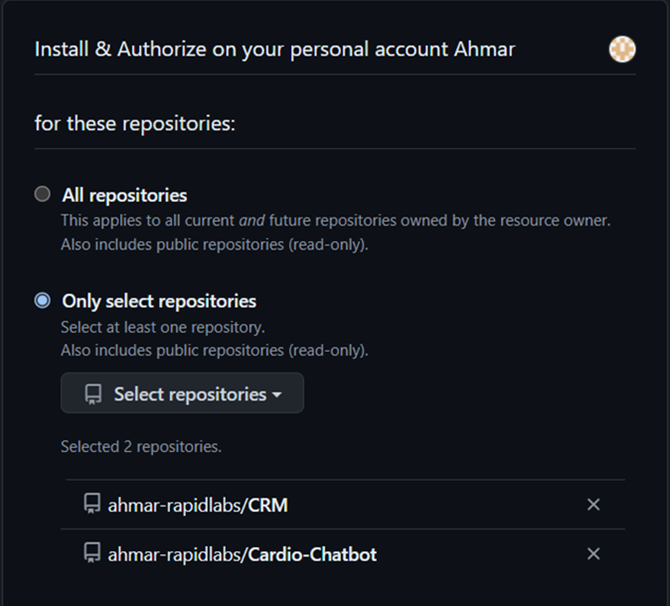 Install & Authorize on your personal account Ahmar
for these repositories:
All repositories
This applies to all current and future repositories owned by the resource owner.
Also includes public repositories (read-only).
Only select repositories
Select at least one repository.
Also includes public repositories (read-only).
Select repositories
Selected 2 repositories.
ahmar-rapidlabs/CRM
ahmar-rapidlabs/Cardio-Chatbot